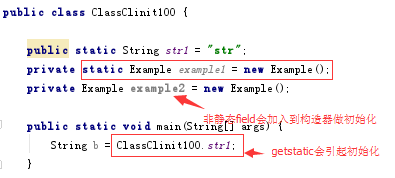 public class ClassClinit100 {
public static String str1 = "str";
private static Example example1 = new Example();
private Example example2 = new Example();
非静态field会加入到构造器做初始化
public static void main(String[] args) {
String b = ClassClinit100.str1;
getstatic会引起初始化
}